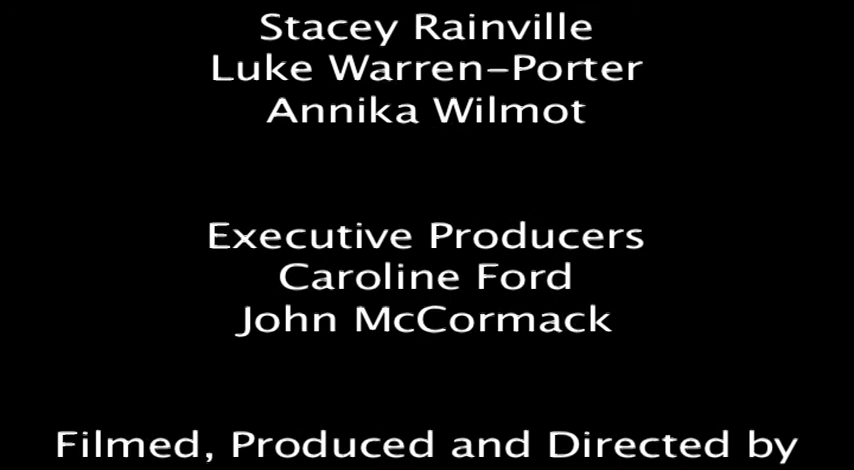 Stacey Rainville
Luke Warren-Porter
Annika Wilmot
Executive Producers
Caroline Ford
John McCormack
Filmed, Produced and Directed by